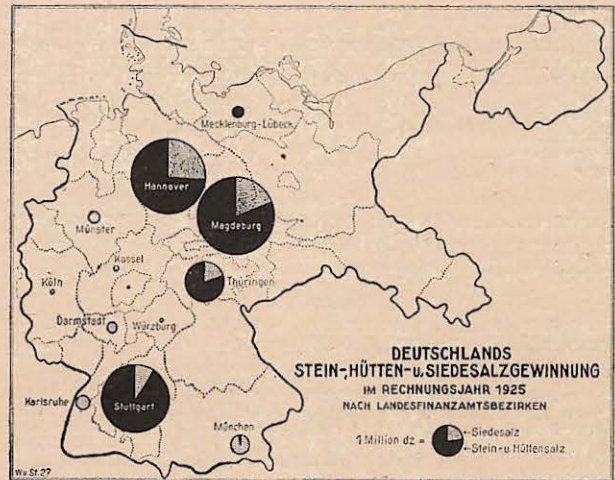 Mecklenburg-Lübeck
Hannover
Magdeburg
Münster
Kassel
Thüringen
Köln
Darmstadt
Würzburg
Karlsruhe
Stuttgart
München
DEUTSCHLANDS
STEIN-, HÜTTEN- u. SIEDESALZGEWINNUNG
IM RECHNUNGSJAHR 1925
NACH LANDESFINANZAMTSBEZIRKEN
1 Million dz =
Siedesalz
Stein- u. Hüttensalz
W.u.St.27